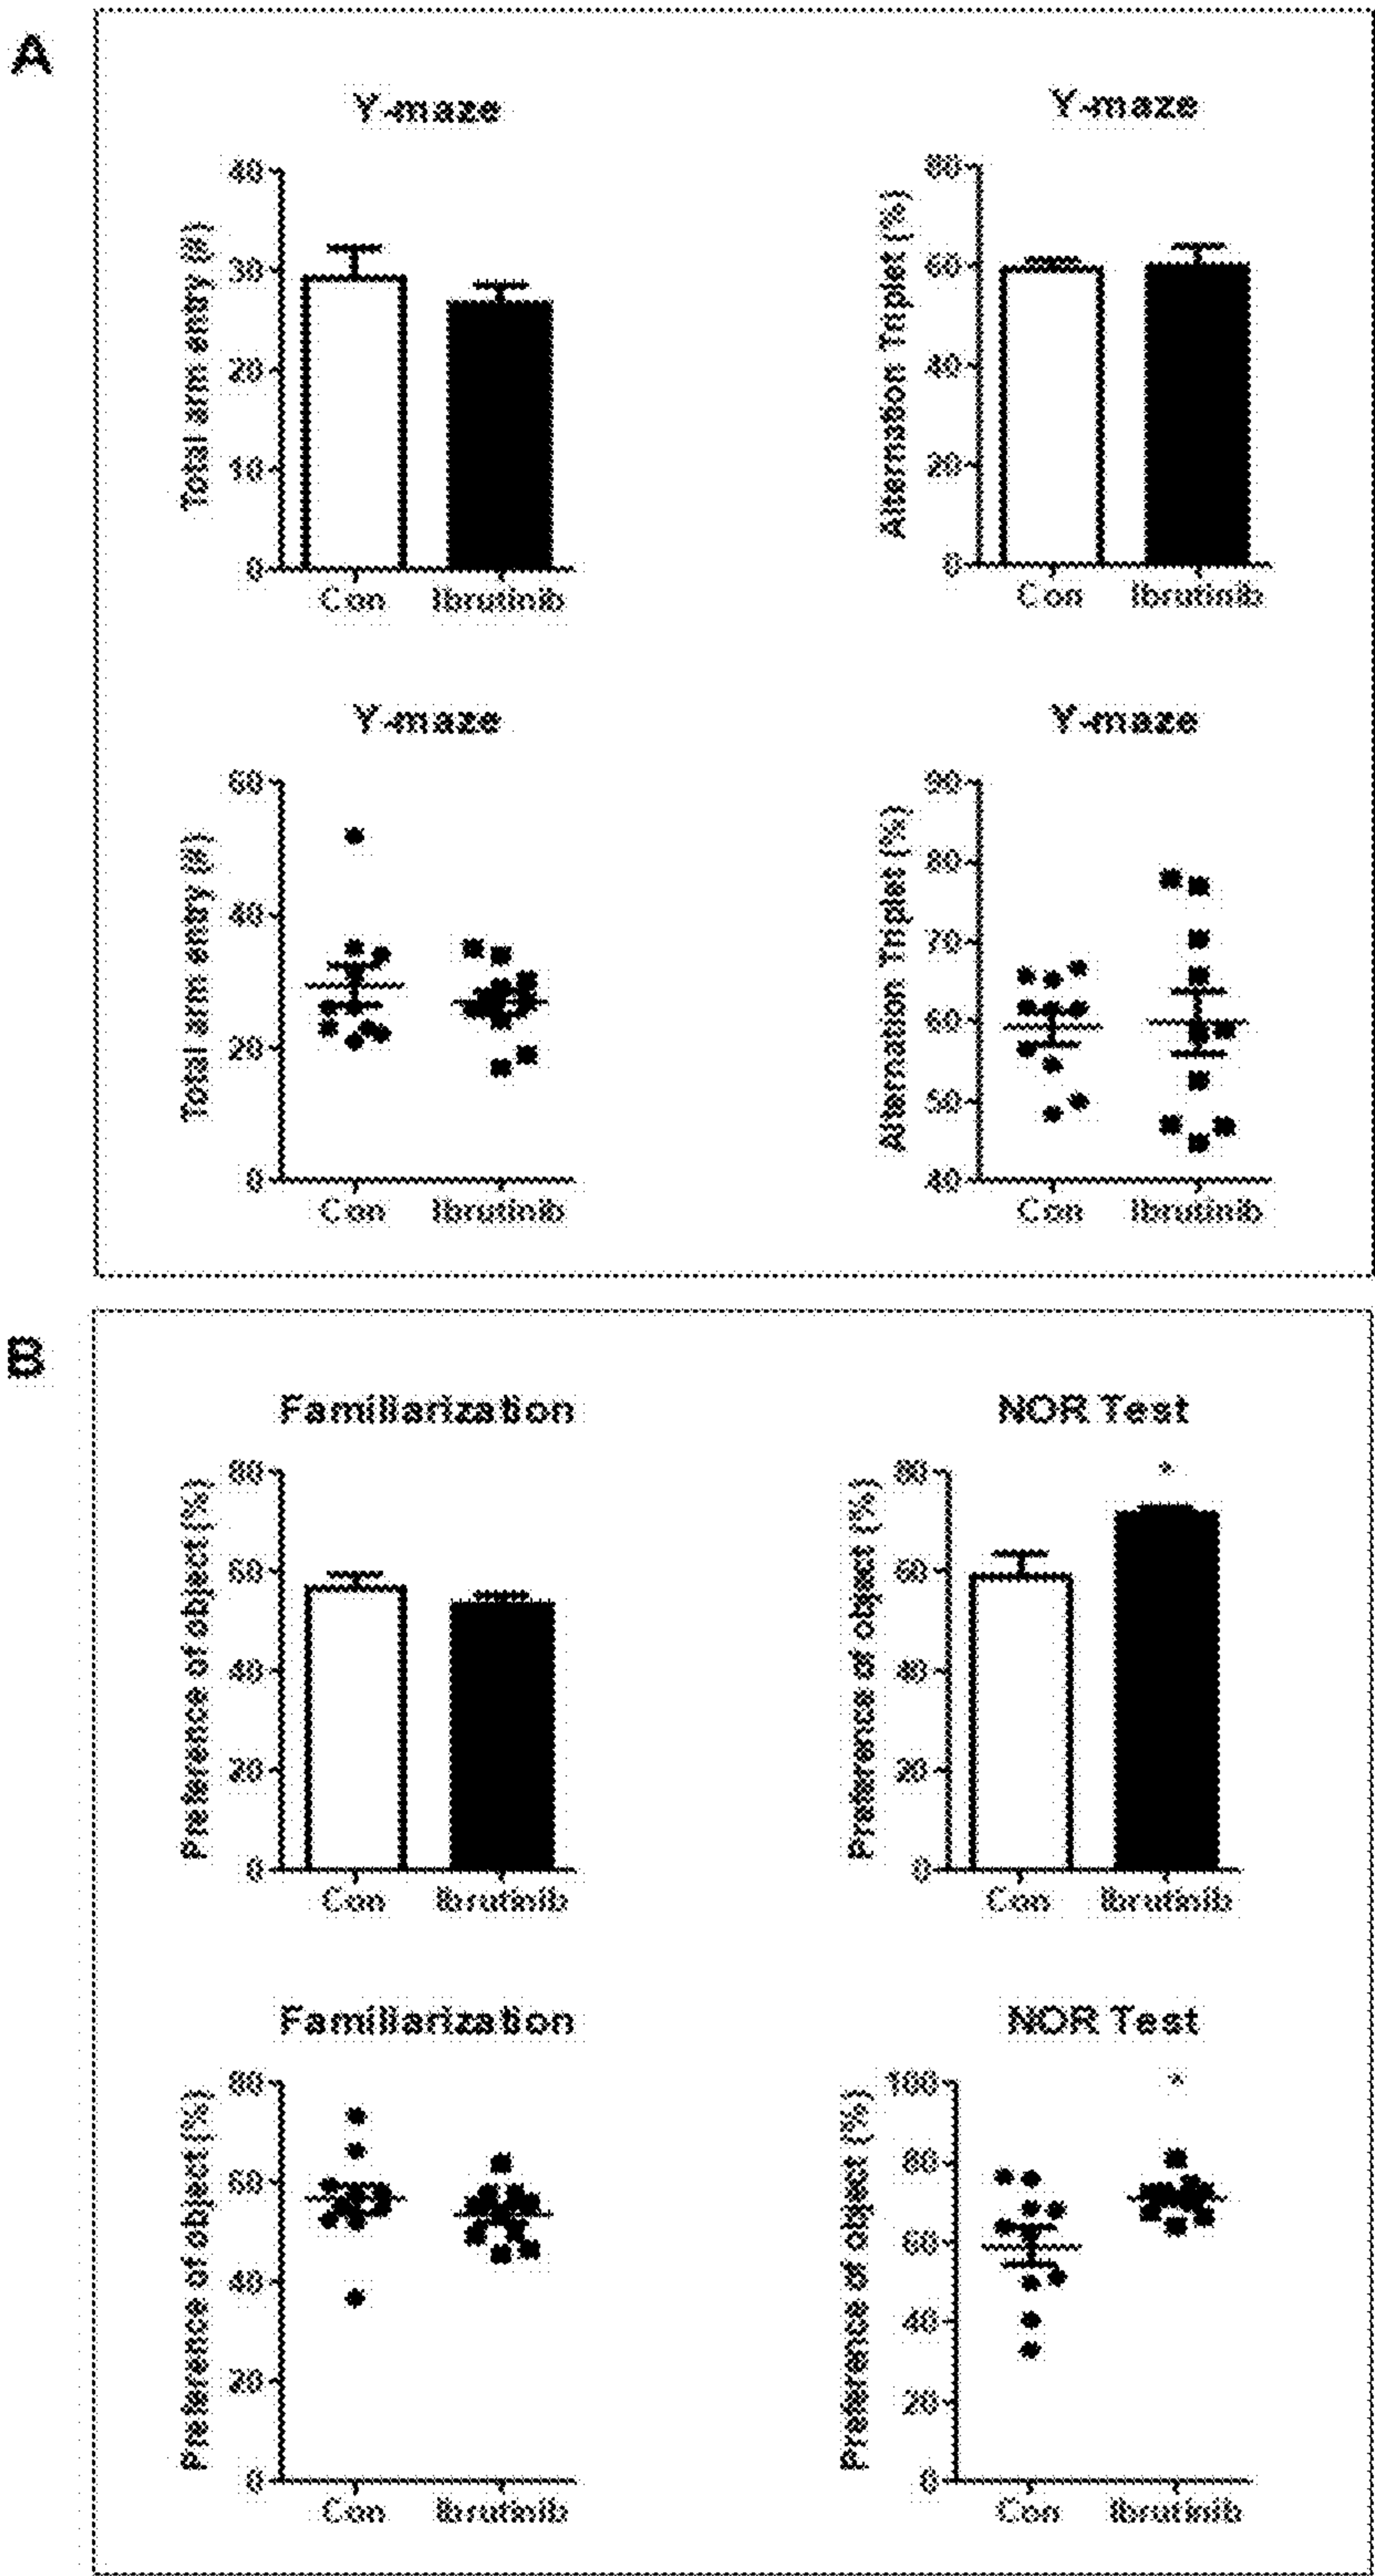 A
Y-maze
Total arm entry (#)
40
30
20
10
0
Con Ibrutinib
Y-maze
Alternation Triplet (%)
80
60
40
20
0
Con Ibrutinib
Y-maze
Total arm entry (#)
60
40
20
0
Con Ibrutinib
Y-maze
Alternation Triplet (%)
90
80
70
60
50
40
Con Ibrutinib
B
Familiarization
Preference of object (%)
80
60
40
20
0
Con Ibrutinib
NOR Test
Preference of object (%)
80
60
40
20
0
*
Con Ibrutinib
Familiarization
Preference of object (%)
80
60
40
20
0
Con Ibrutinib
NOR Test
Preference of object (%)
100
80
60
40
20
0
*
Con Ibrutinib